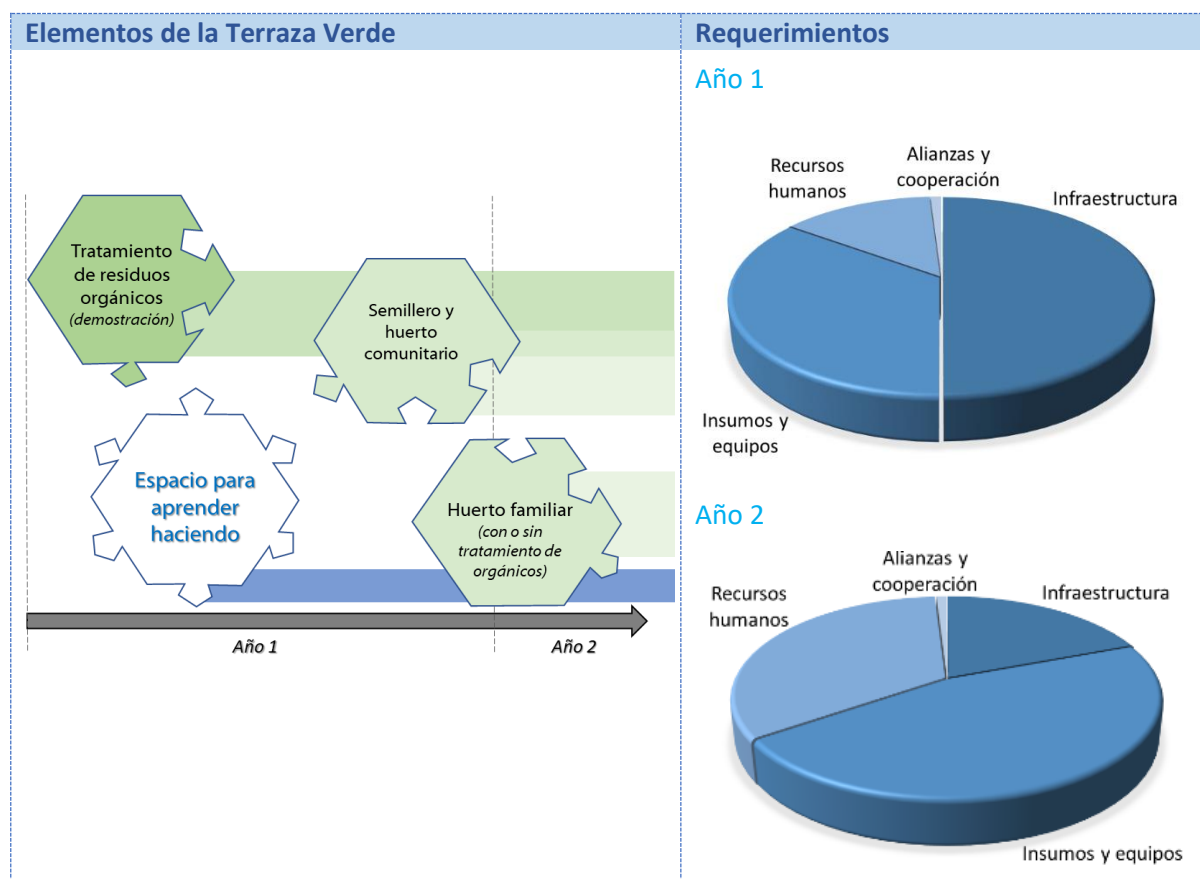 Elementos de la Terraza Verde
Tratamiento
de residuos
orgánicos
(demostración)
Semillero y
huerto
comunitario
Espacio para
aprender
haciendo
Huerto familiar
(con o sin
tratamiento de
orgánicos)
Año 1
Año 2
Requerimientos
Año 1
Alianzas y
cooperación
Recursos
humanos
Infraestructura
Insumos y
equipos
Año 2
Alianzas y
cooperación
Recursos
humanos
Infraestructura
Insumos y equipos